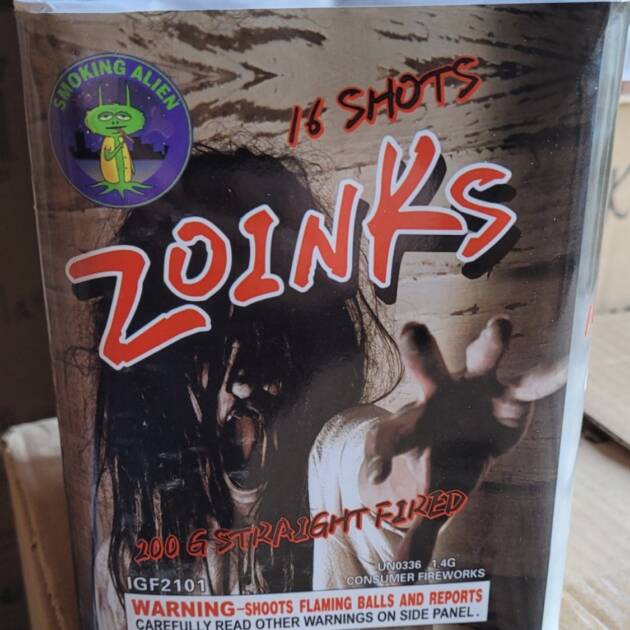 SMOKING ALIEN
16 SHOTS
ZOINKS
200 G STRAIGHT FIRED
UN0336 1.4G
IGF2101
CONSUMER FIREWORKS
WARNING-SHOOTS FLAMING BALLS AND REPORTS
CAREFULLY READ OTHER WARNINGS ON SIDE PANEL.